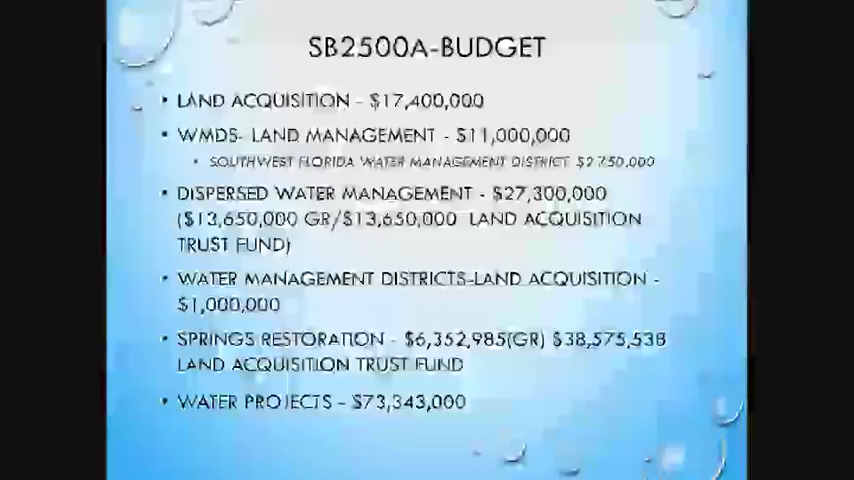 SB2500A-BUDGET
• LAND ACQUISITION - $17,400,000
• WMDS- LAND MANAGEMENT - $11,000,000
• SOUTHWEST FLORIDA WATER MANAGEMENT DISTRICT $2,750,000
• DISPERSED WATER MANAGEMENT - $27,300,000
($13,650,000 GR/$13,650,000 LAND ACQUISITION
TRUST FUND)
• WATER MANAGEMENT DISTRICTS-LAND ACQUISITION -
$1,000,000
• SPRINGS RESTORATION - $6,352,985(GR) $38,575,538
LAND ACQUISITION TRUST FUND
• WATER PROJECTS - $73,343,000